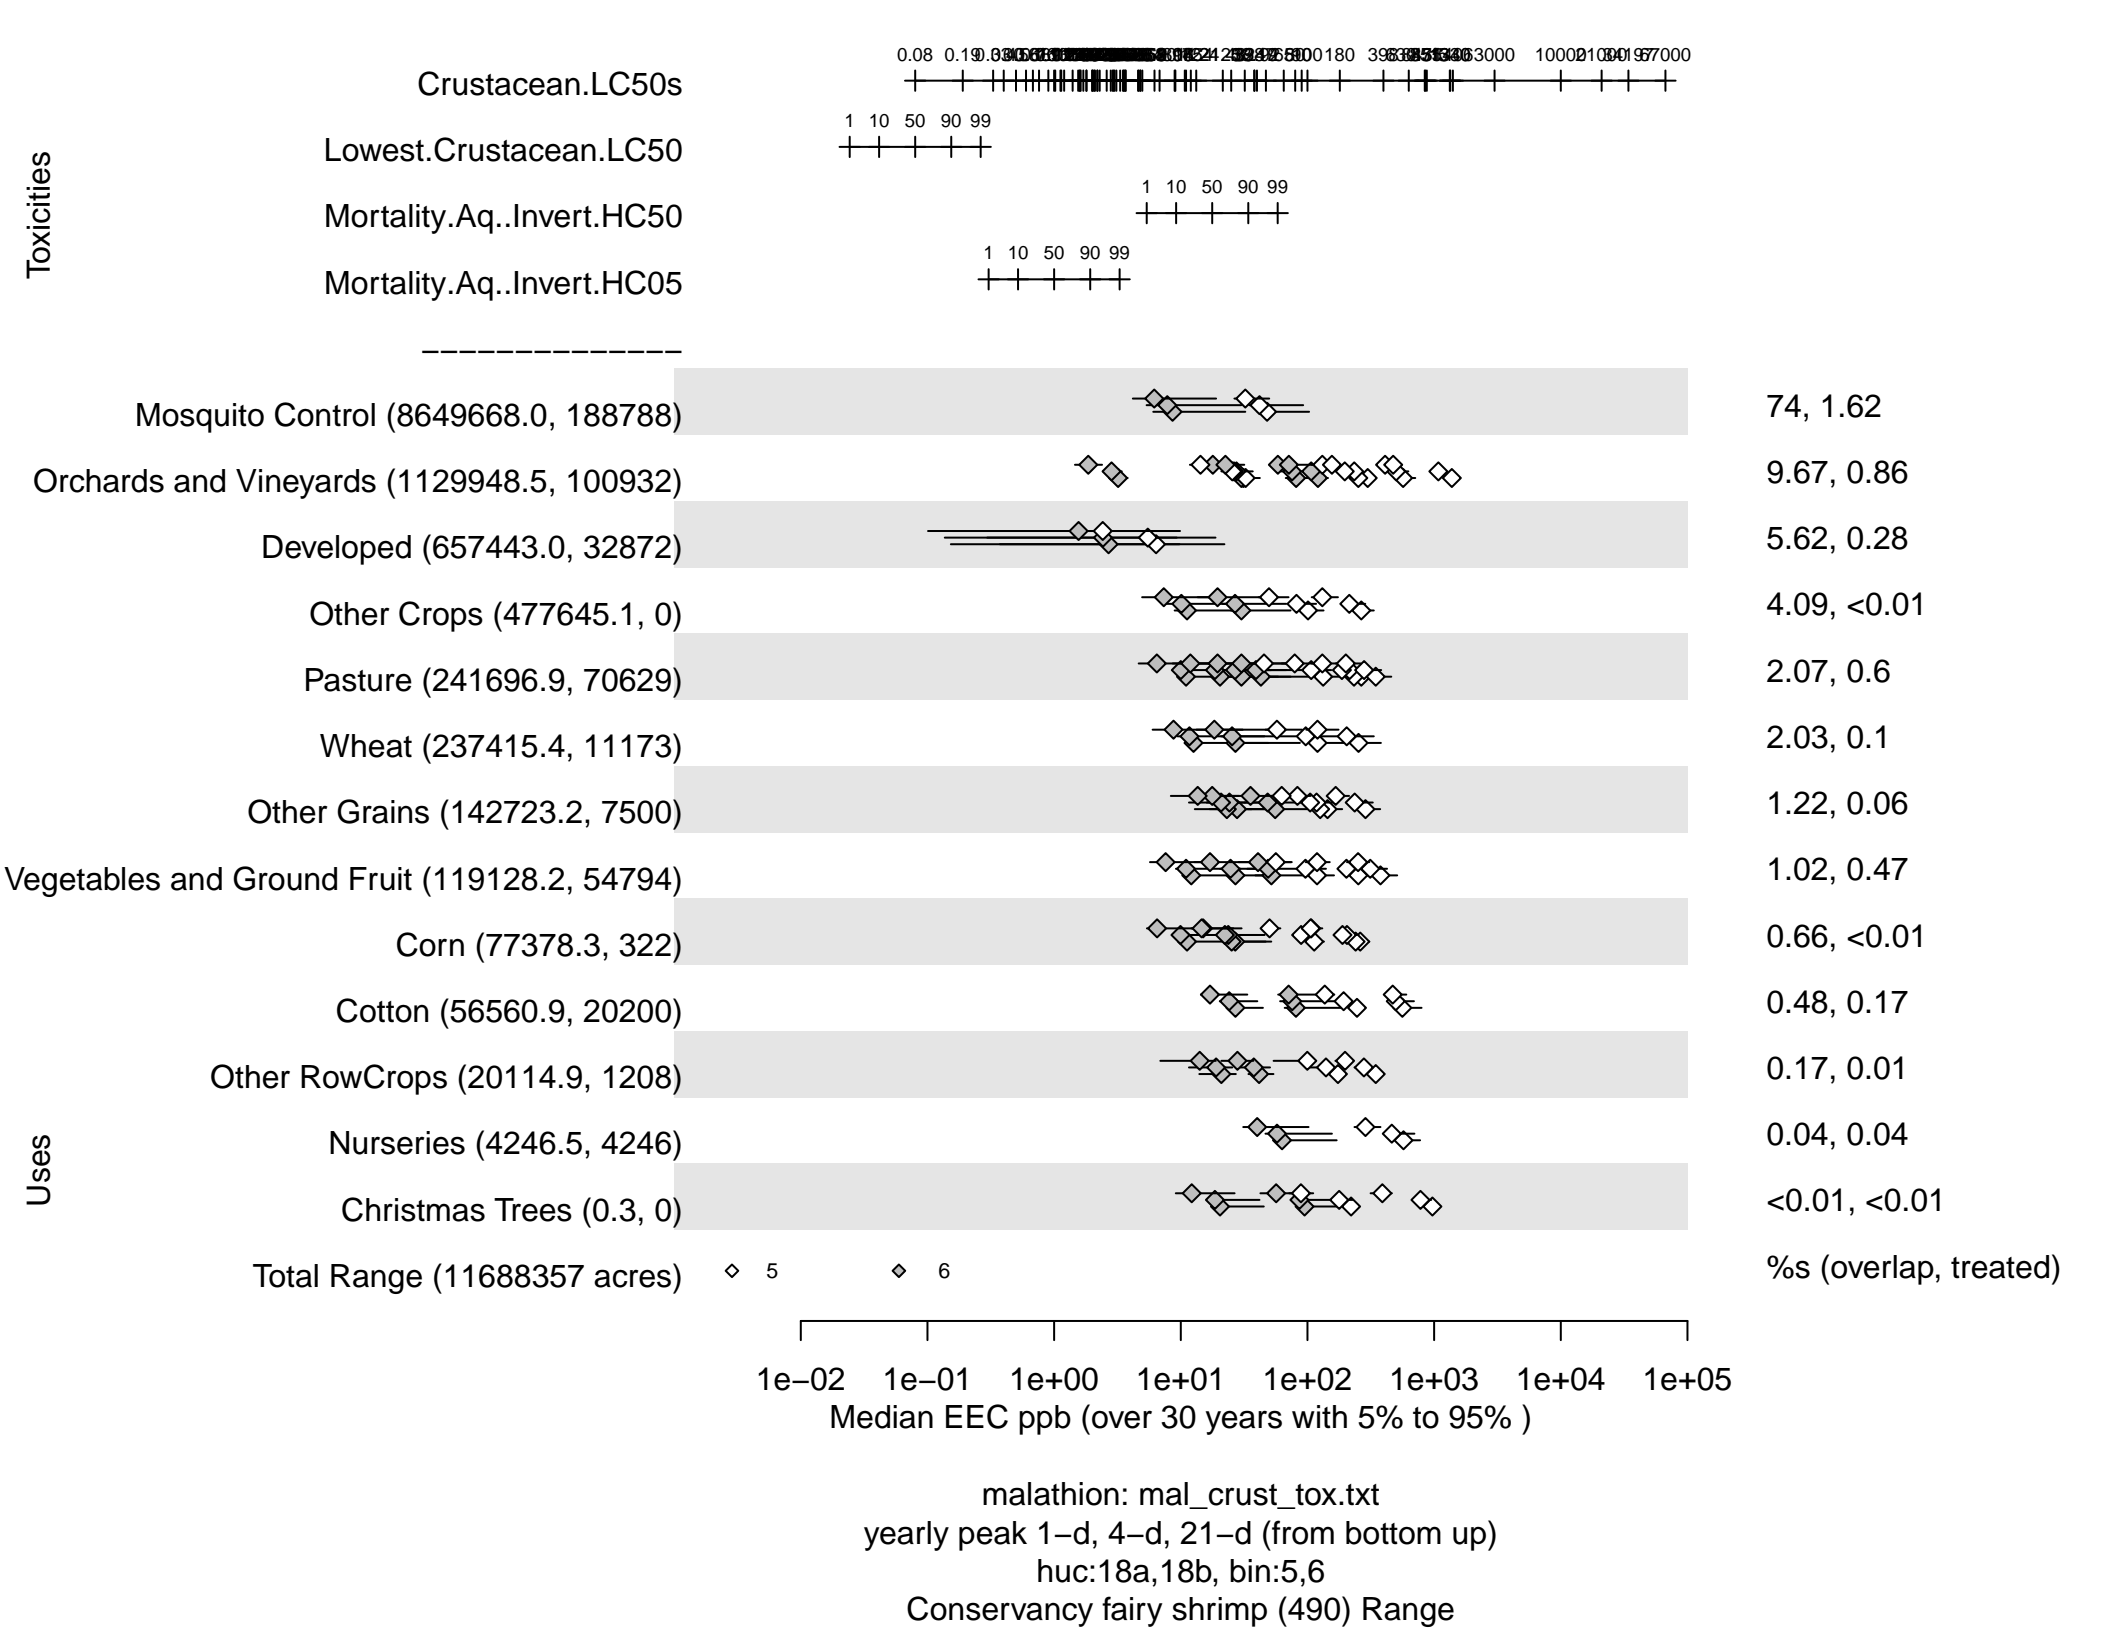 0.08 0.19 180 3000 10000 21000 67000
Crustacean.LC50s
1 10 50 90 99
Lowest.Crustacean.LC50
1 10 50 90 99
Mortality.Aq..Invert.HC50
1 10 50 90 99
Mortality.Aq..Invert.HC05
Toxicities
−−−−−−−−−−−−−−
Mosquito Control (8649668.0, 188788) 74, 1.62
Orchards and Vineyards (1129948.5, 100932) 9.67, 0.86
Developed (657443.0, 32872) 5.62, 0.28
Other Crops (477645.1, 0) 4.09, <0.01
Pasture (241696.9, 70629) 2.07, 0.6
Wheat (237415.4, 11173) 2.03, 0.1
Other Grains (142723.2, 7500) 1.22, 0.06
Vegetables and Ground Fruit (119128.2, 54794) 1.02, 0.47
Corn (77378.3, 322) 0.66, <0.01
Cotton (56560.9, 20200) 0.48, 0.17
Other RowCrops (20114.9, 1208) 0.17, 0.01
Nurseries (4246.5, 4246) 0.04, 0.04
Christmas Trees (0.3, 0) <0.01, <0.01
Uses
Total Range (11688357 acres) 5 6 %s (overlap, treated)
1e−02 1e−01 1e+00 1e+01 1e+02 1e+03 1e+04 1e+05
Median EEC ppb (over 30 years with 5% to 95% )
malathion: mal_crust_tox.txt
yearly peak 1−d, 4−d, 21−d (from bottom up)
huc:18a,18b, bin:5,6
Conservancy fairy shrimp (490) Range